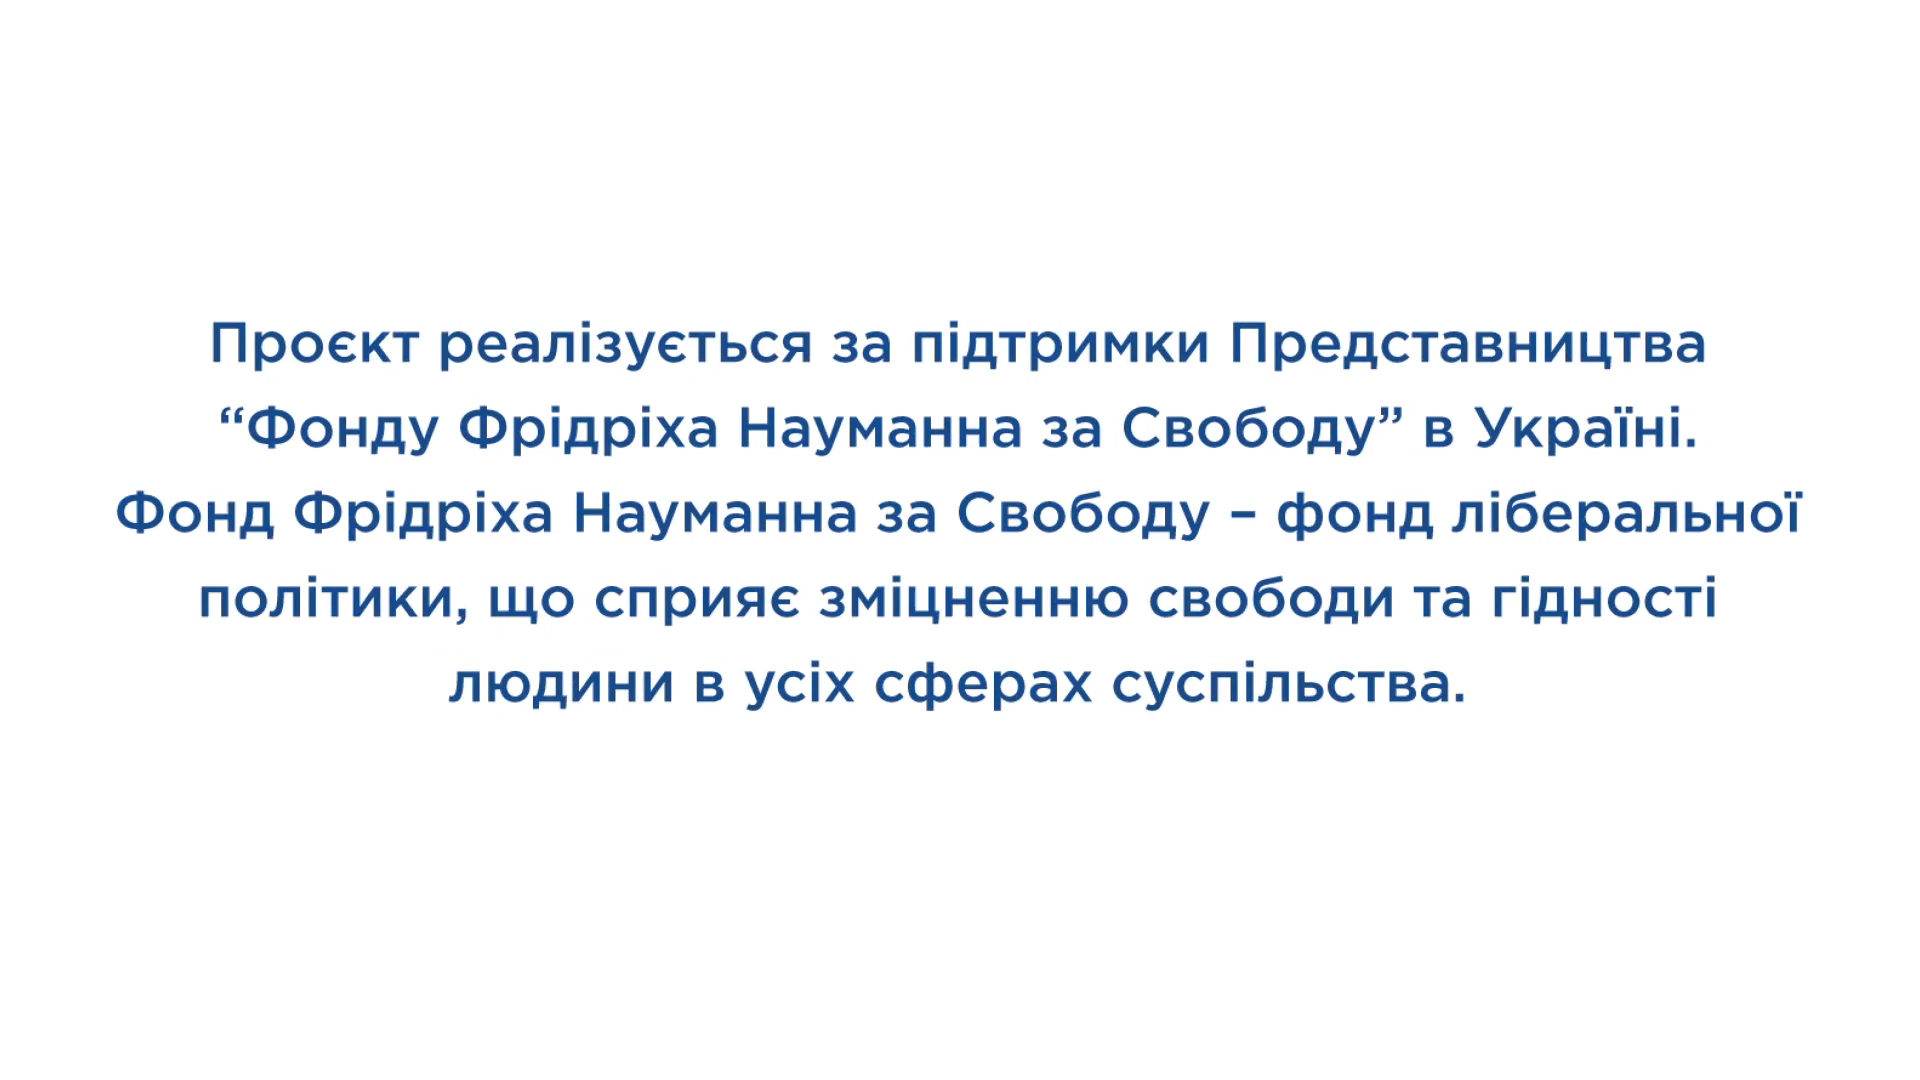 Проєкт реалізується за підтримки Представництва
“Фонду Фрідріха Науманна за Свободу” в Україні.
Фонд Фрідріха Науманна за Свободу – фонд ліберальної
політики, що сприяє зміцненню свободи та гідності
людини в усіх сферах суспільства.